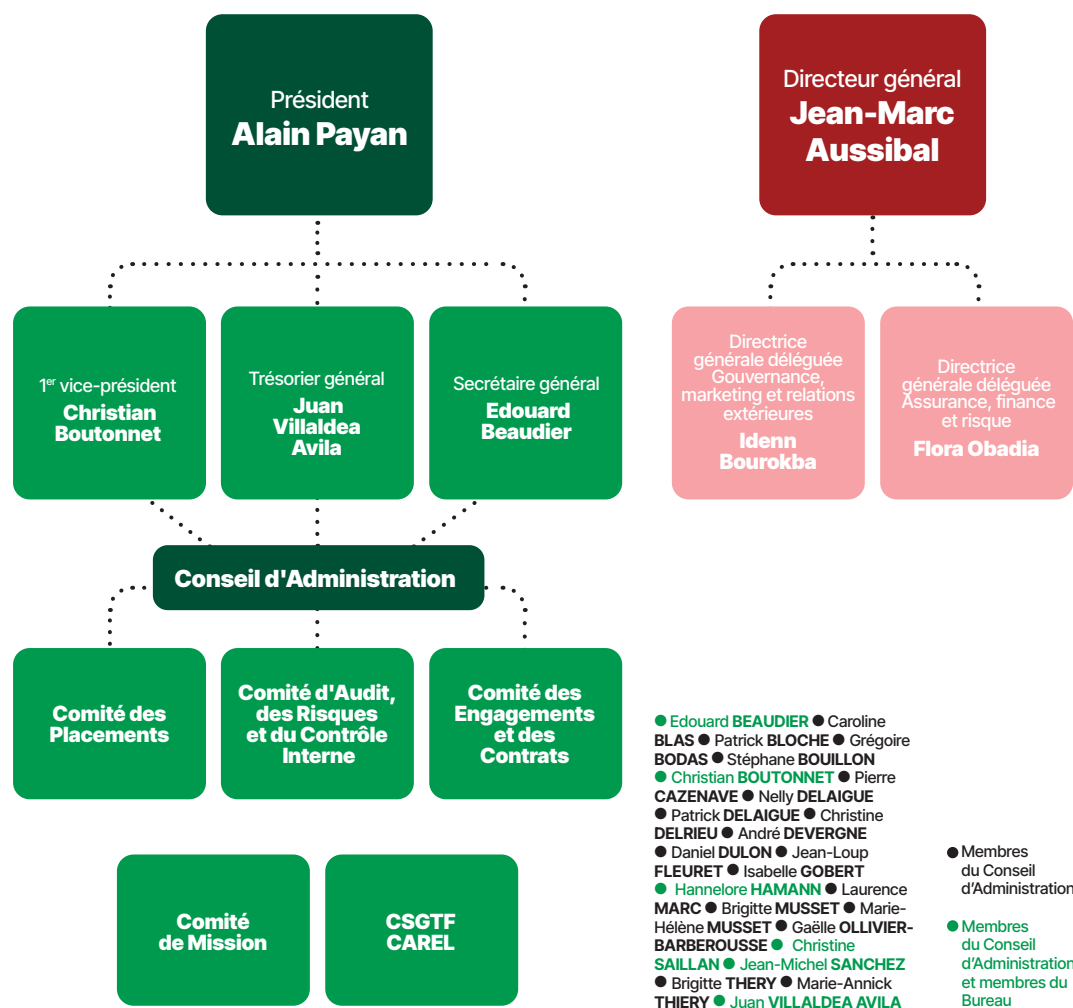 Président
Alain Payan
Directeur général
Jean-Marc
Aussibal
1er vice-président
Christian
Boutonnet
Trésorier général
Juan
Villaldea
Avila
Secrétaire général
Edouard
Beaudier
Directrice
générale déléguée
Gouvernance,
marketing et relations
extérieures
Idenn
Bourokba
Directrice
générale déléguée
Assurance, finance
et risque
Flora Obadia
Conseil d'Administration
Comité des
Placements
Comité d'Audit,
des Risques
et du Contrôle
Interne
Comité des
Engagements
et des
Contrats
Comité
de Mission
CSGTF
CAREL
● Edouard BEAUDIER ● Caroline
BLAS ● Patrick BLOCHE ● Grégoire
BODAS ● Stéphane BOUILLON
● Christian BOUTONNET ● Pierre
CAZENAVE ● Nelly DELAIGUE
● Patrick DELAIGUE ● Christine
DELRIEU ● André DEVERGNE
● Daniel DULON ● Jean-Loup
FLEURET ● Isabelle GOBERT
● Hannelore HAMANN ● Laurence
MARC ● Brigitte MUSSET ● Marie-
Hélène MUSSET ● Gaëlle OLLIVIER-
BARBEROUSSE ● Christine
SAILLAN ● Jean-Michel SANCHEZ
● Brigitte THERY ● Marie-Annick
THIERY ● Juan VILLALDEA AVILA
● Membres
du Conseil
d'Administration
● Membres
du Conseil
d'Administration
et membres du
Bureau